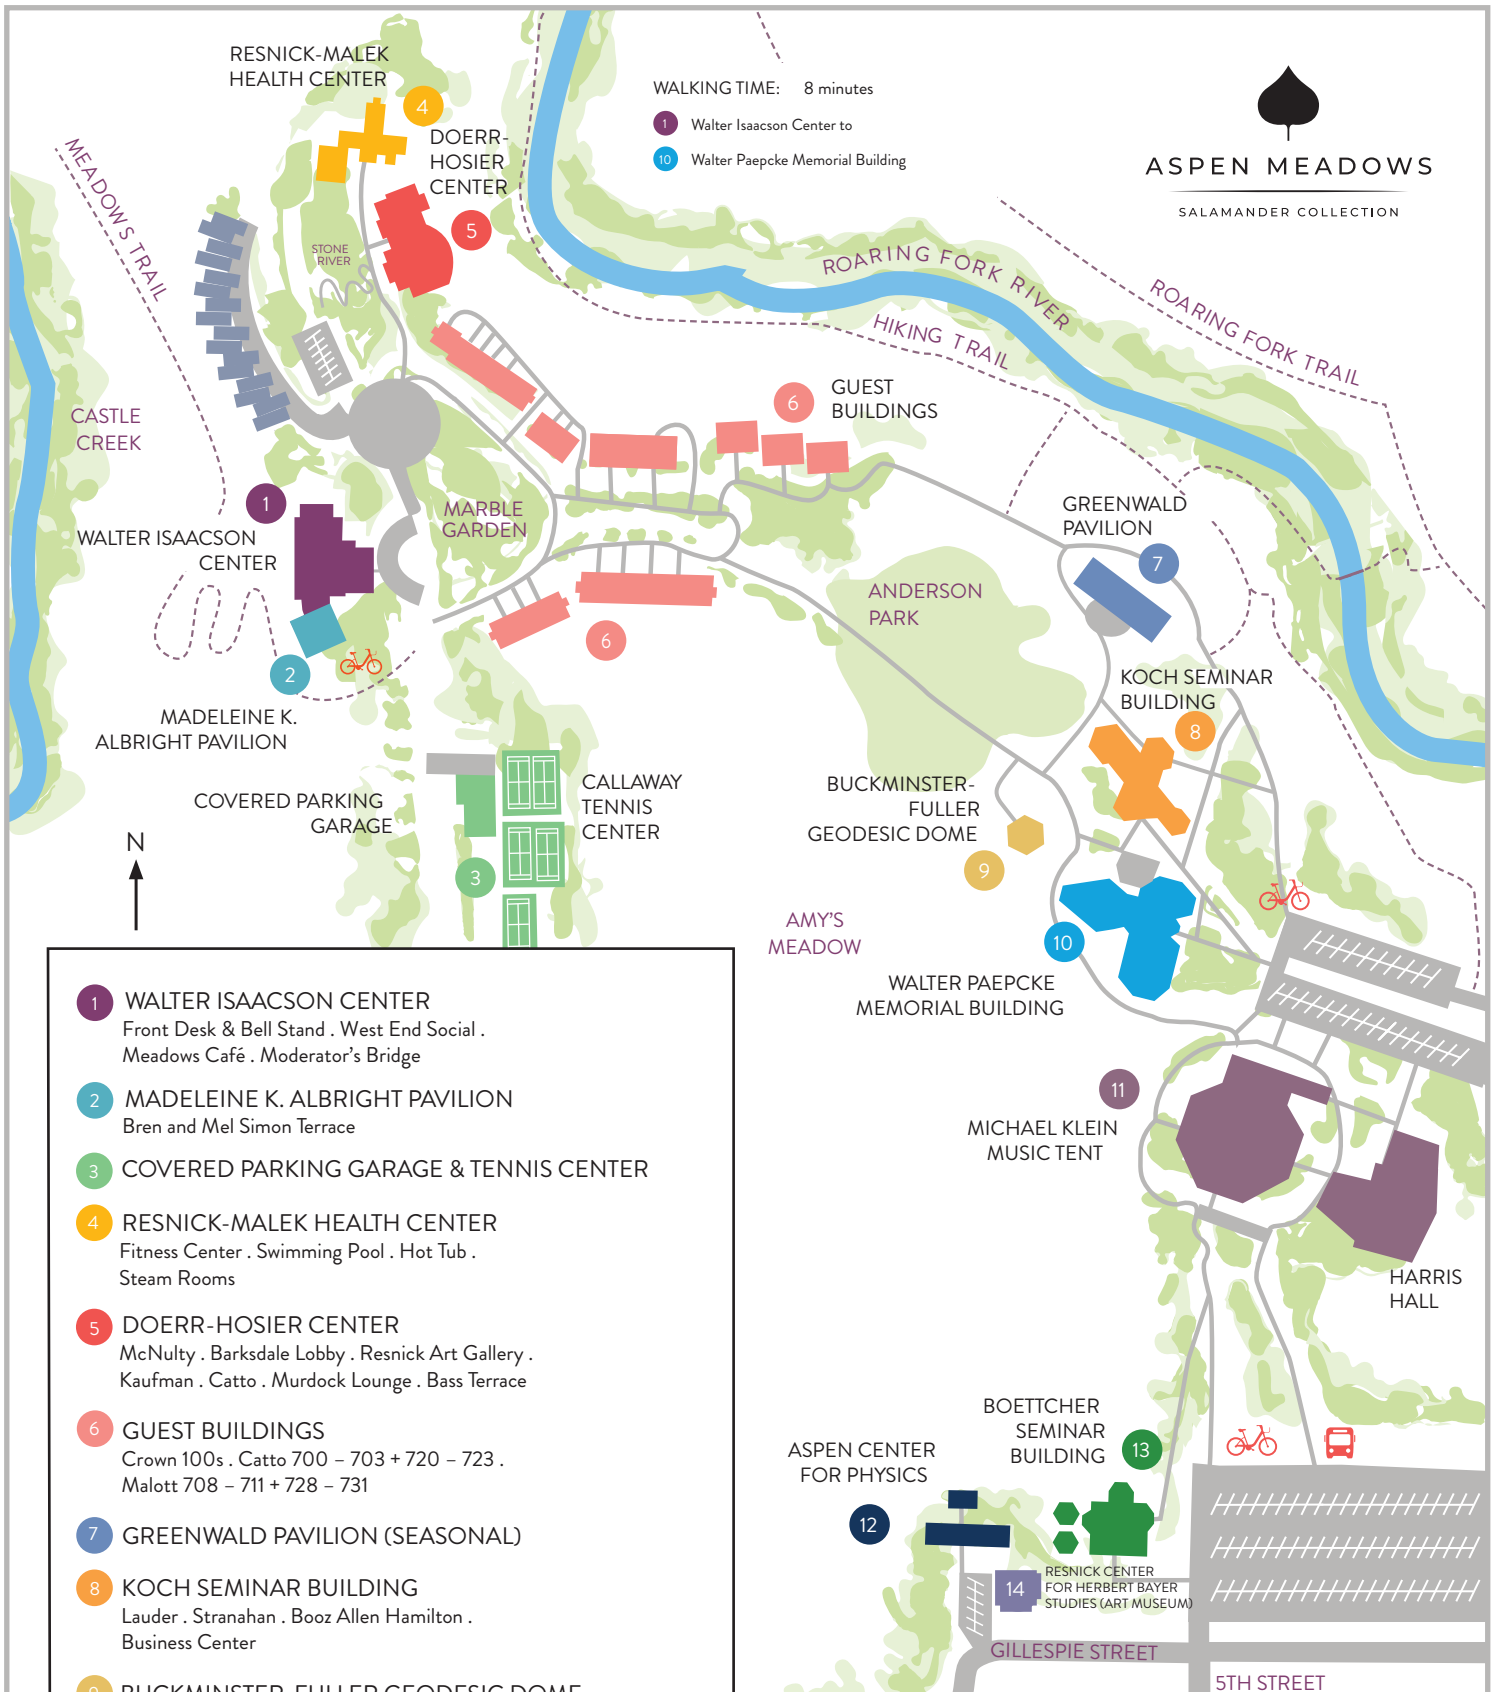 RESNICK-MALEK
HEALTH CENTER
4
DOERR-
HOSIER
CENTER
5
WALKING TIME: 8 minutes
1 Walter Isaacson Center to
10 Walter Paepcke Memorial Building
ASPEN MEADOWS
SALAMANDER COLLECTION
MEADOWS TRAIL
STONE
RIVER
ROARING FORK RIVER
HIKING TRAIL
ROARING FORK TRAIL
CASTLE
CREEK
6
GUEST
BUILDINGS
1
WALTER ISAACSON
CENTER
MARBLE
GARDEN
GREENWALD
PAVILION
7
ANDERSON
PARK
6
2
MADELEINE K.
ALBRIGHT PAVILION
KOCH SEMINAR
BUILDING
8
COVERED PARKING
GARAGE
CALLAWAY
TENNIS
CENTER
3
BUCKMINSTER-
FULLER
GEODESIC DOME
9
N
AMY'S
MEADOW
10
WALTER PAEPCKE
MEMORIAL BUILDING
11
MICHAEL KLEIN
MUSIC TENT
HARRIS
HALL
BOETTCHER
SEMINAR
BUILDING
13
ASPEN CENTER
FOR PHYSICS
12
14
RESNICK CENTER
FOR HERBERT BAYER
STUDIES (ART MUSEUM)
GILLESPIE STREET
5TH STREET
1 WALTER ISAACSON CENTER
Front Desk & Bell Stand . West End Social .
Meadows Café . Moderator's Bridge
2 MADELEINE K. ALBRIGHT PAVILION
Bren and Mel Simon Terrace
3 COVERED PARKING GARAGE & TENNIS CENTER
4 RESNICK-MALEK HEALTH CENTER
Fitness Center . Swimming Pool . Hot Tub .
Steam Rooms
5 DOERR-HOSIER CENTER
McNulty . Barksdale Lobby . Resnick Art Gallery .
Kaufman . Catto . Murdock Lounge . Bass Terrace
6 GUEST BUILDINGS
Crown 100s . Catto 700 – 703 + 720 – 723 .
Malott 708 – 711 + 728 – 731
7 GREENWALD PAVILION (SEASONAL)
8 KOCH SEMINAR BUILDING
Lauder . Stranahan . Booz Allen Hamilton .
Business Center
9 BUCKMINSTER-FULLER GEODESIC DOME